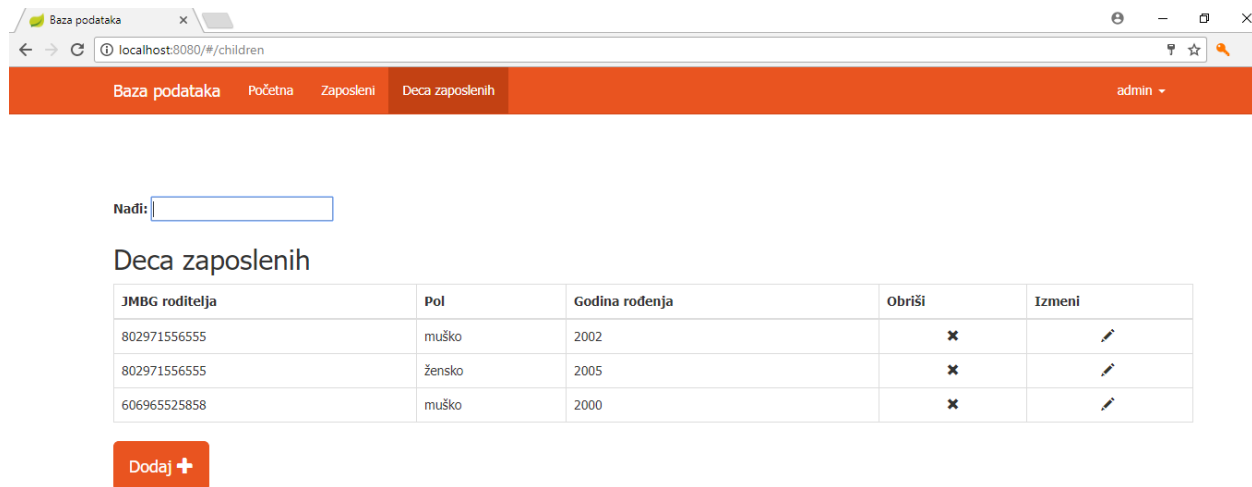 Baza podataka
localhost:8080/#/children
Baza podataka Početna Zaposleni Deca zaposlenih admin
Nađi:
Deca zaposlenih
JMBG roditelja Pol Godina rođenja Obriši Izmeni
802971556555 muško 2002
802971556555 žensko 2005
606965525858 muško 2000
Dodaj